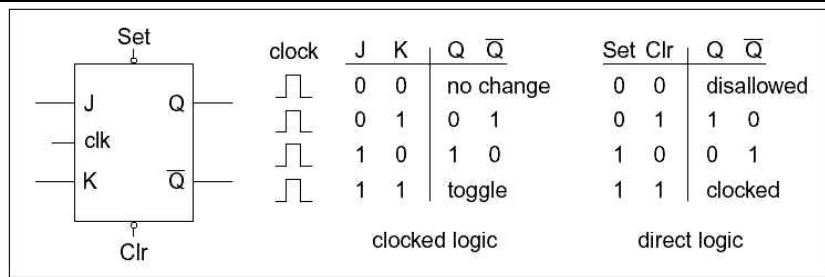 Set
J Q
clk
K Q̅
Clr
clock J K Q Q̅
0 0 no change
0 1 0 1
1 0 1 0
1 1 toggle
clocked logic
Set Clr Q Q̅
0 0 disallowed
0 1 1 0
1 0 0 1
1 1 clocked
direct logic